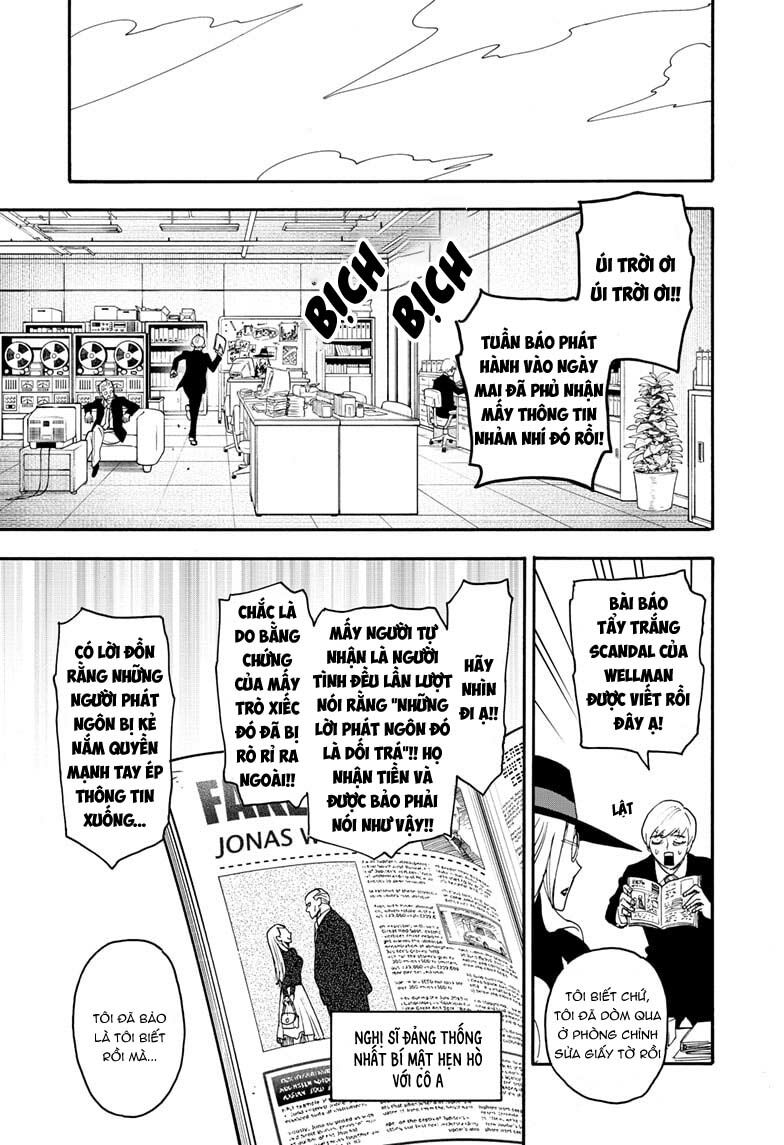 ÚI TRỜI ƠI
ÚI TRỜI ƠI!!
TUẦN BÁO PHÁT
HÀNH VÀO NGÀY
MAI ĐÃ PHỦ NHẬN
MẤY THÔNG TIN
NHẢM NHÍ ĐÓ RỒI!
BỊCH
BỊCH
BÀI BÁO
TẨY TRẮNG
SCANDAL CỦA
WELLMAN
ĐƯỢC VIẾT RỒI
ĐÂY Ạ!
LẬT
TÔI BIẾT CHỨ,
TÔI ĐÃ DÒM QUA
Ở PHÒNG CHỈNH
SỬA GIẤY TỜ RỒI
HÃY
NHÌN
ĐI Ạ!!
MẤY NGƯỜI TỰ
NHẬN LÀ NGƯỜI
TÌNH ĐỀU LẦN LƯỢT
NÓI RẰNG "NHỮNG
LỜI PHÁT NGÔN ĐÓ
LÀ DỐI TRÁ"!! HỌ
NHẬN TIỀN VÀ
ĐƯỢC BẢO PHẢI
NÓI NHƯ VẬY!!
CHẮC LÀ
DO BẰNG
CHỨNG
CỦA MẤY
TRÒ XIẾC
ĐÓ ĐÃ BỊ
RÒ RỈ RA
NGOÀI!!
CÓ LỜI ĐỒN
RẰNG NHỮNG
NGƯỜI PHÁT
NGÔN BỊ KẺ
NẮM QUYỀN
MẠNH TAY ÉP
THÔNG TIN
XUỐNG...
JONAS W
NGHỊ SĨ ĐẢNG THỐNG
NHẤT BÍ MẬT HẸN HÒ
VỚI CÔ A
TÔI ĐÃ BẢO
LÀ TÔI BIẾT
RỒI MÀ...